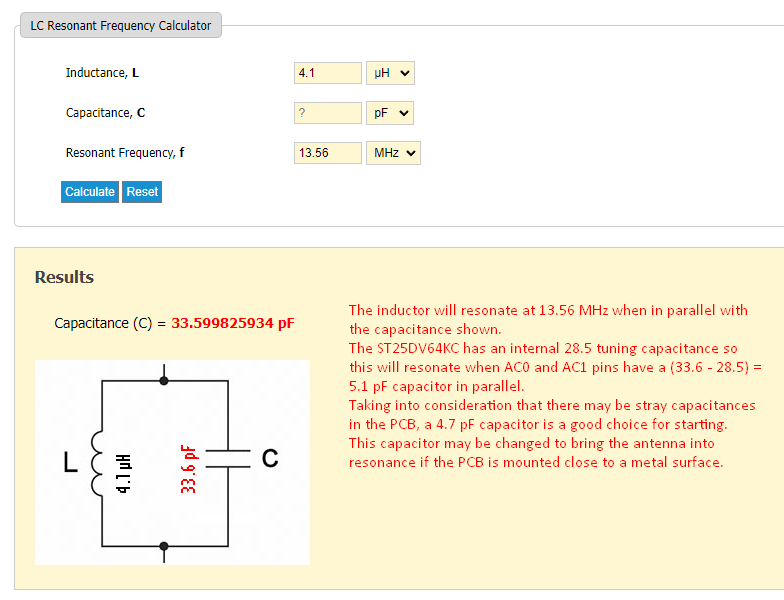 LC Resonant Frequency Calculator
Inductance, L 4.1 μH
Capacitance, C ? pF
Resonant Frequency, f 13.56 MHz
Calculate Reset
Results
Capacitance (C) = 33.599825934 pF
The inductor will resonate at 13.56 MHz when in parallel with
the capacitance shown.
The ST25DV64KC has an internal 28.5 tuning capacitance so
this will resonate when AC0 and AC1 pins have a (33.6 - 28.5) =
5.1 pF capacitor in parallel.
Taking into consideration that there may be stray capacitances
in the PCB, a 4.7 pF capacitor is a good choice for starting.
This capacitor may be changed to bring the antenna into
resonance if the PCB is mounted close to a metal surface.
L
4.1 μH
33.6 pF
C